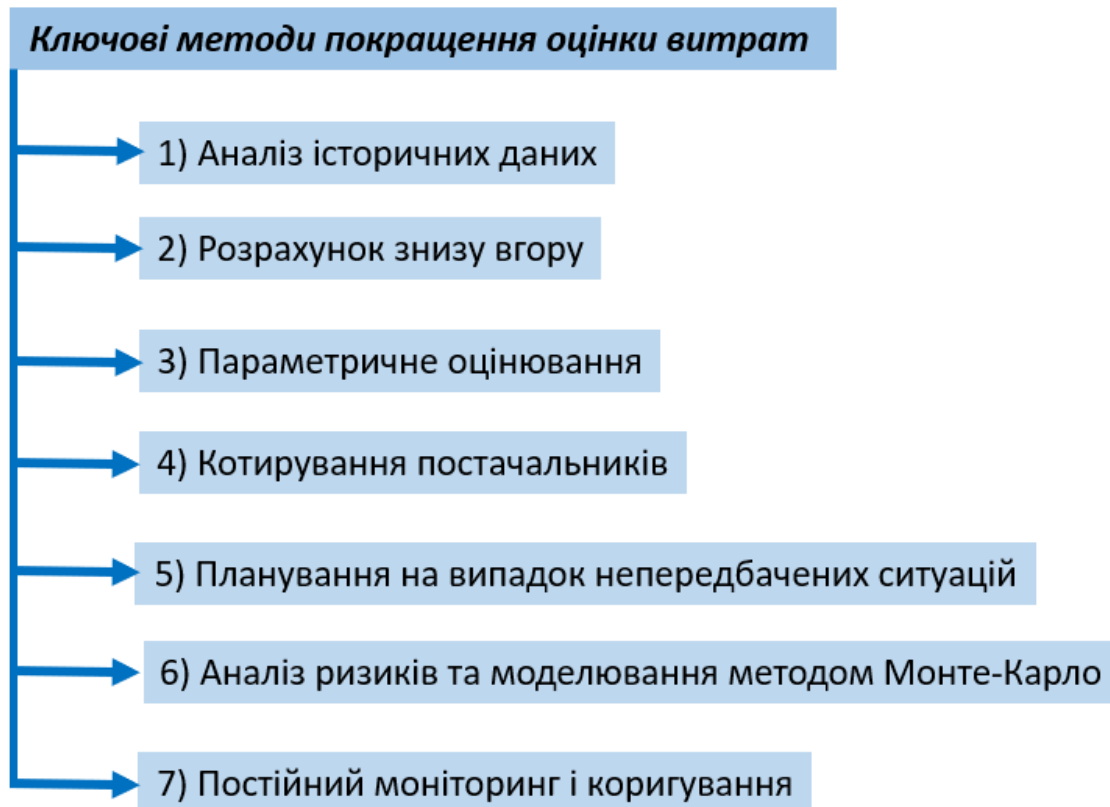 Ключові методи покращення оцінки витрат
1) Аналіз історичних даних
2) Розрахунок знизу вгору
3) Параметричне оцінювання
4) Котирування постачальників
5) Планування на випадок непередбачених ситуацій
6) Аналіз ризиків та моделювання методом Монте-Карло
7) Постійний моніторинг і коригування